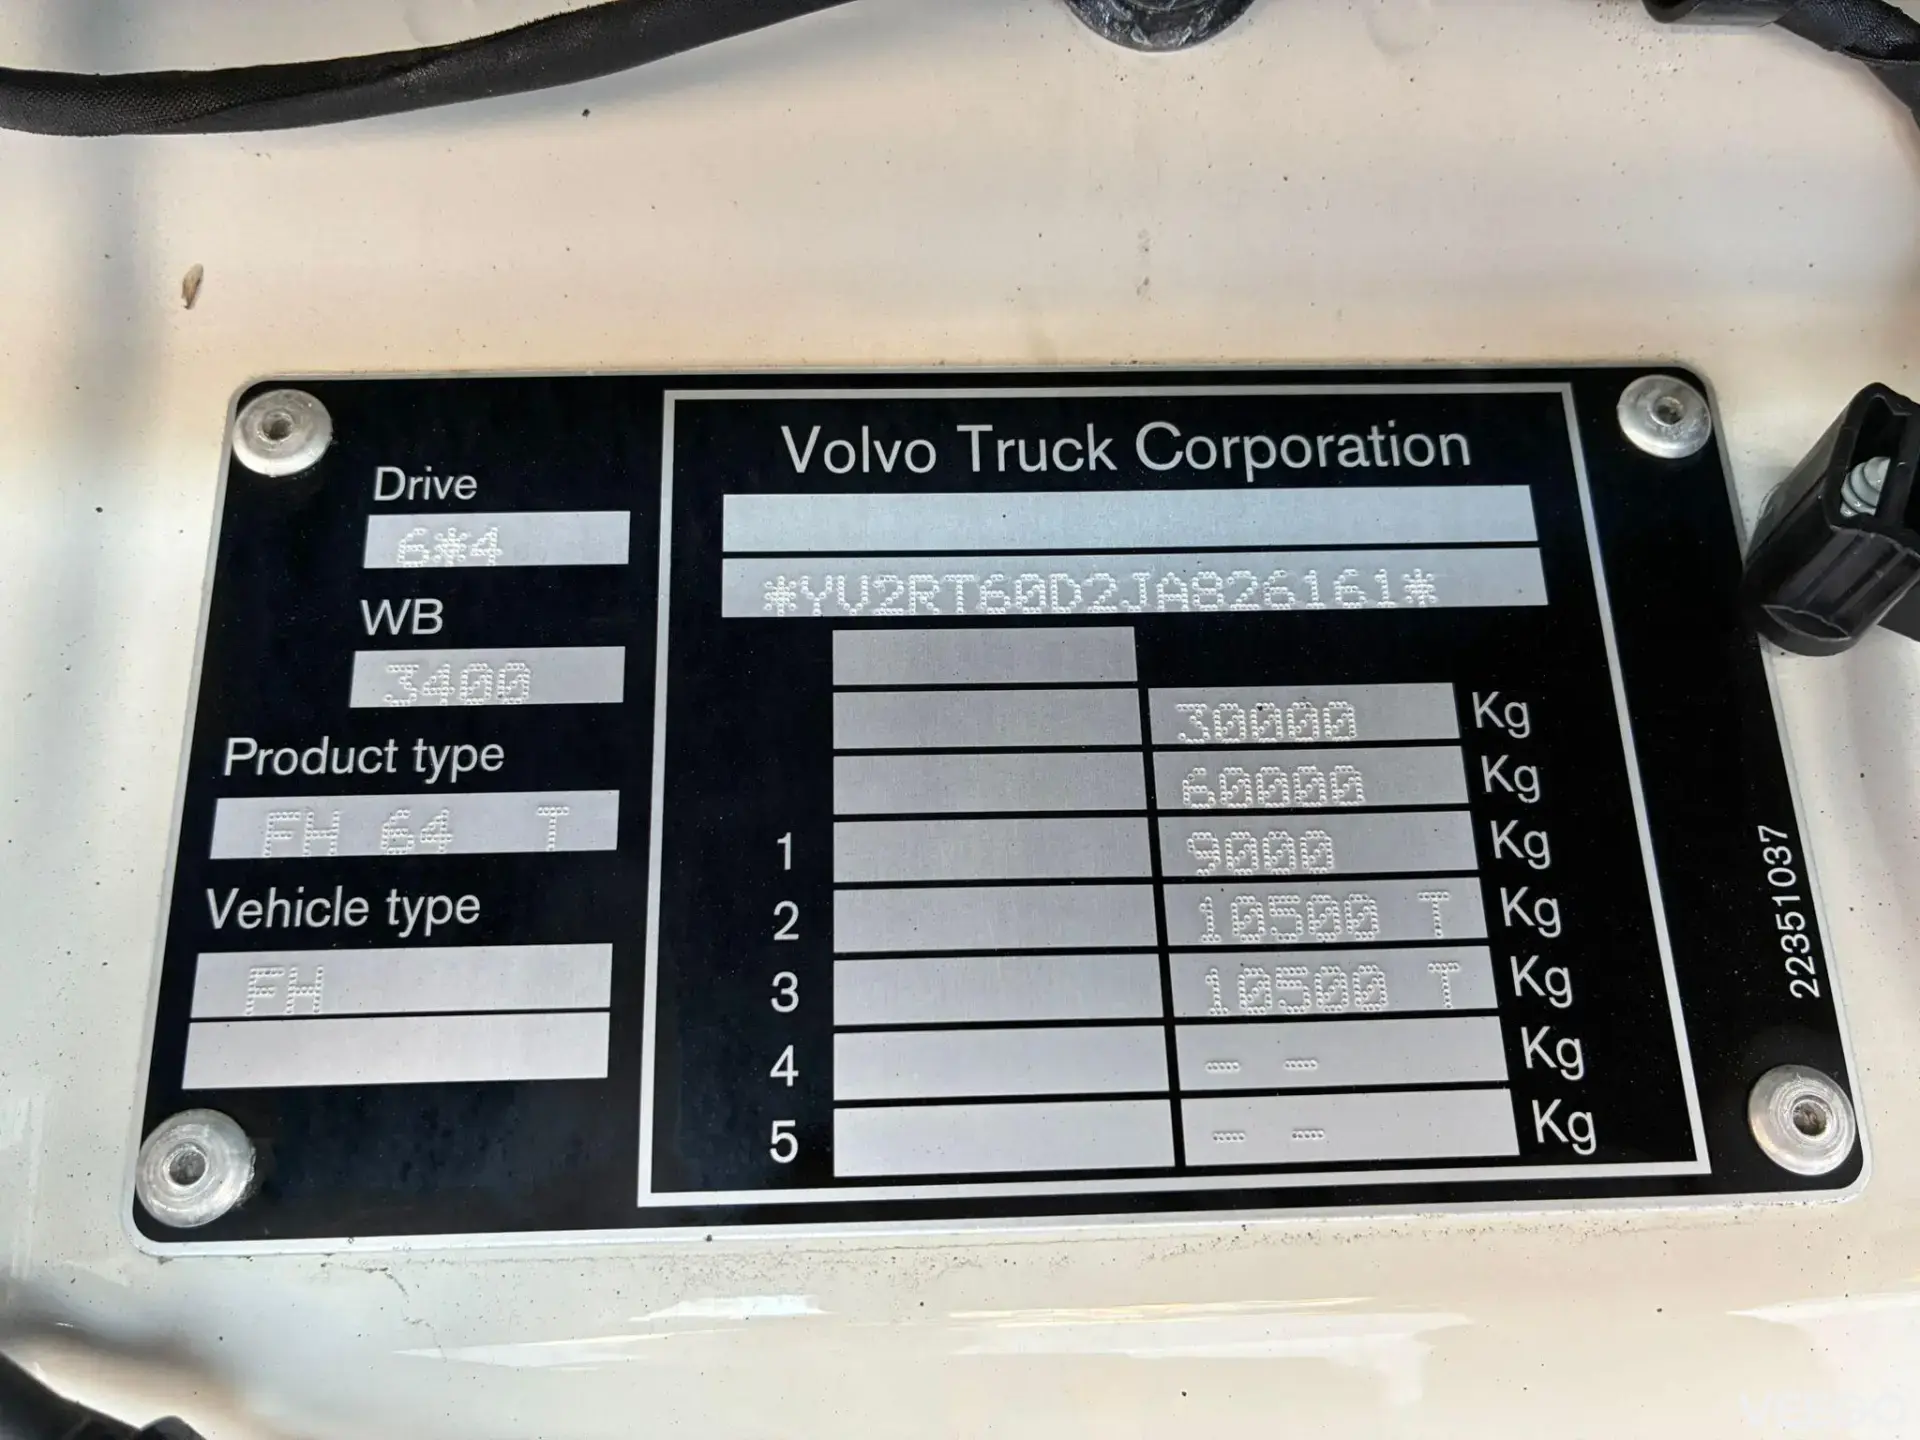 Drive
6*4
WB
3400
Product type
FH 64 T
Vehicle type
FH
Volvo Truck Corporation
*YV2RT60D2JA826161*
30000 Kg
60000 Kg
1 9000 Kg
2 10500 T Kg
3 10500 T Kg
4 - - Kg
5 - - Kg
22351037